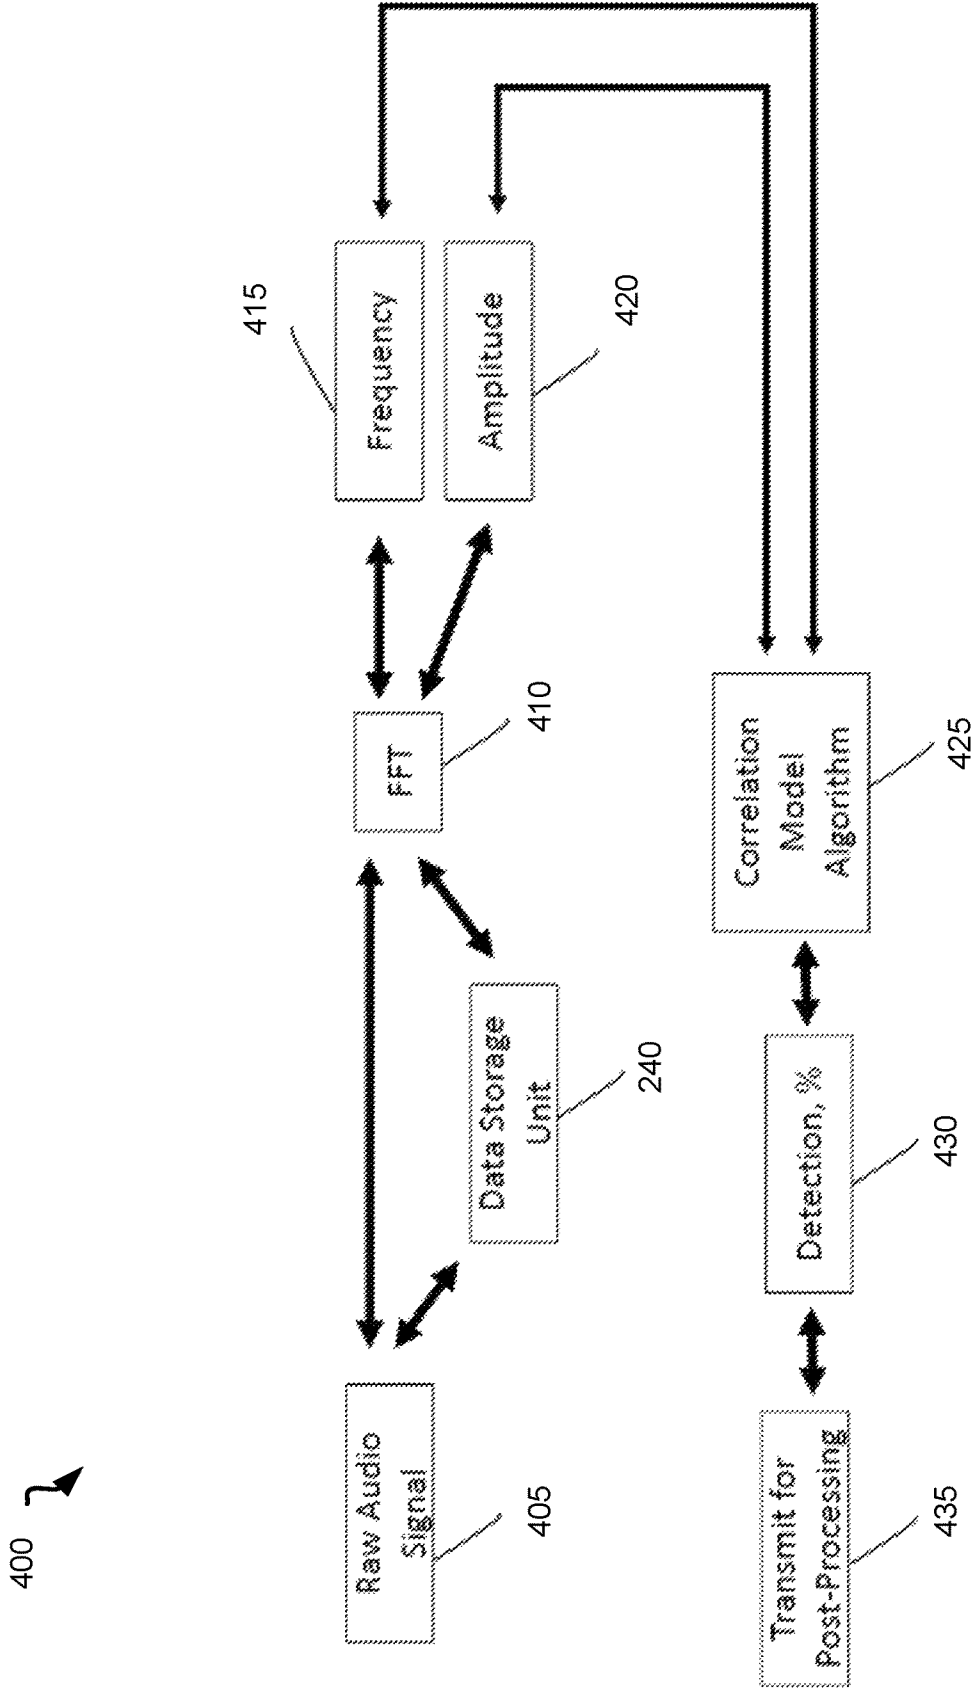 400
Raw Audio
Signal
405
Data Storage
Unit
240
FFT
410
Frequency
415
Amplitude
420
Correlation
Model
Algorithm
425
Detection, %
430
Transmit for
Post-Processing
435